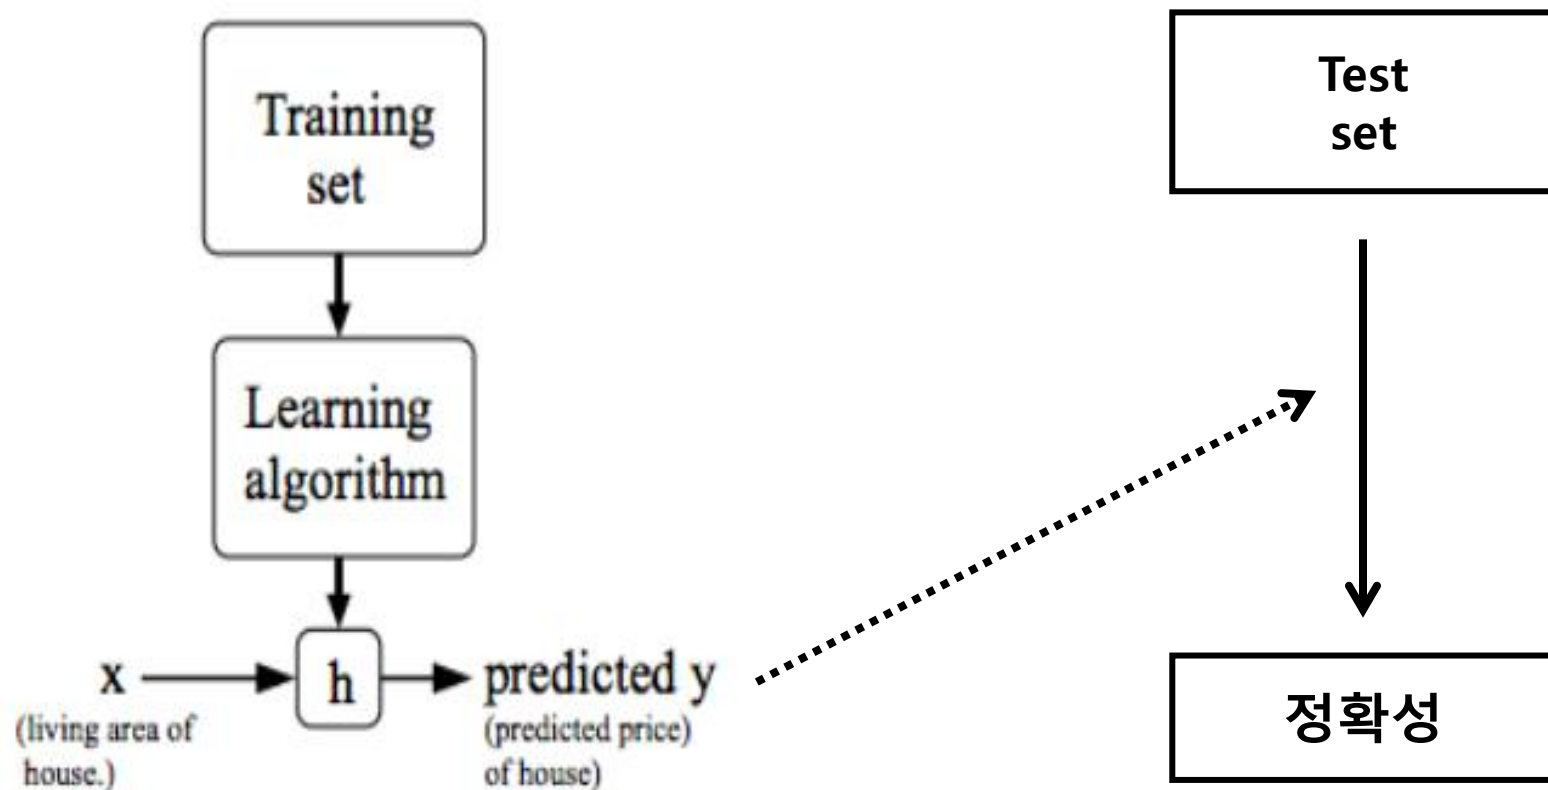 Training
set
Learning
algorithm
x
(living area of
house.)
h
predicted y
(predicted price)
of house)
Test
set
정확성